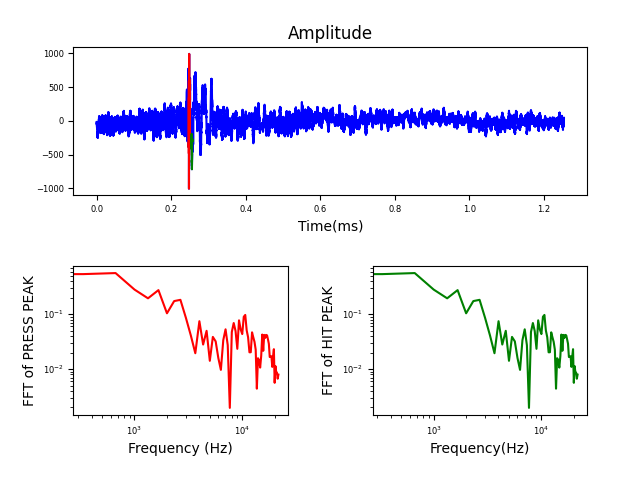 Amplitude
1000
500
0
−500
−1000
0.0 0.2 0.4 0.6 0.8 1.0 1.2
Time(ms)
FFT of PRESS PEAK
10⁻¹
10⁻²
10³ 10⁴
Frequency (Hz)
FFT of HIT PEAK
10⁻¹
10⁻²
10³ 10⁴
Frequency(Hz)